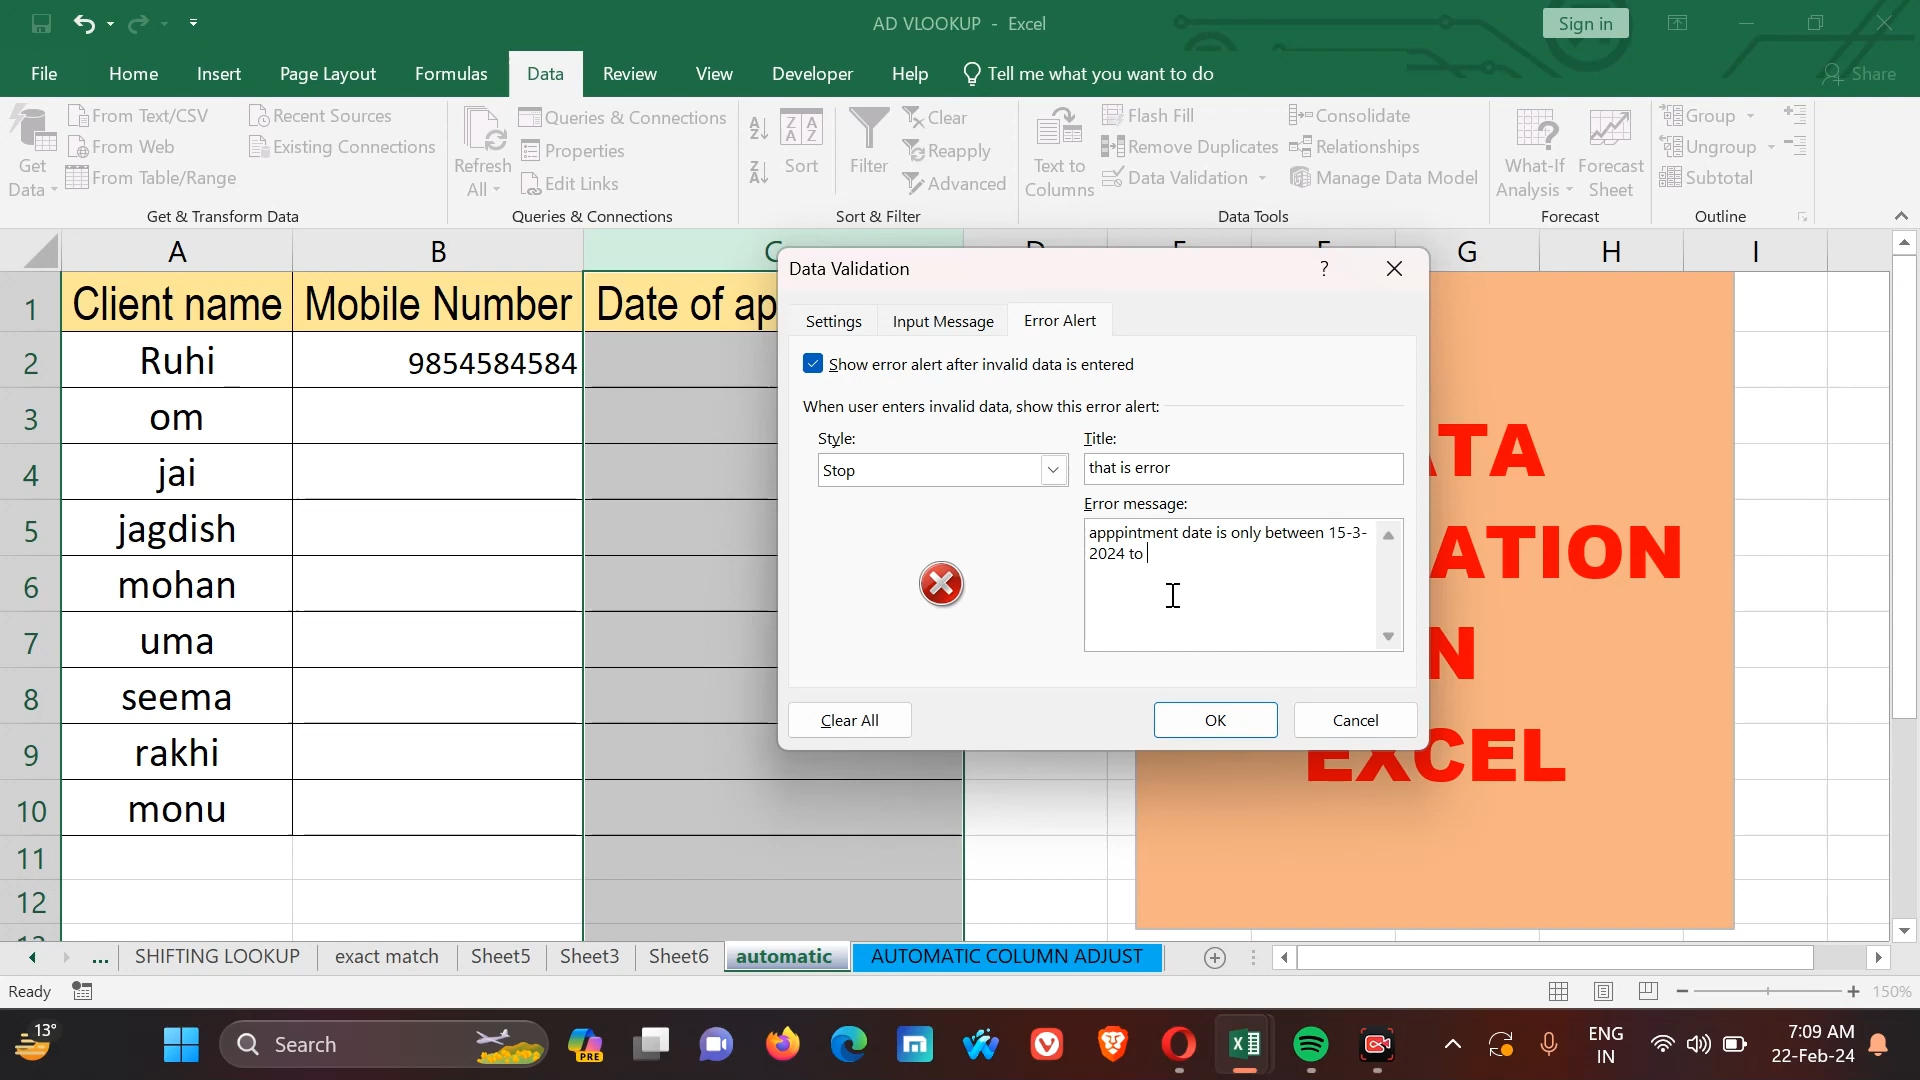 AD VLOOKUP - Excel
Sign in
File Home Insert Page Layout Formulas Data Review View Developer Help Tell me what you want to do Share
Get Data
From Text/CSV
From Web
From Table/Range
Recent Sources
Existing Connections
Get & Transform Data
Refresh All
Queries & Connections
Properties
Edit Links
Queries & Connections
Sort
Filter
Clear
Reapply
Advanced
Sort & Filter
Text to Columns
Flash Fill
Remove Duplicates
Data Validation
Consolidate
Relationships
Manage Data Model
Data Tools
What-If Analysis
Forecast Sheet
Forecast
Group
Ungroup
Subtotal
Outline
A B G H I
1 Client name Mobile Number Date of ap
2 Ruhi 9854584584
3 om
4 jai
5 jagdish
6 mohan
7 uma
8 seema
9 rakhi
10 monu
11
12
Data Validation ?
Settings Input Message Error Alert
Show error alert after invalid data is entered
When user enters invalid data, show this error alert:
Style:
Stop
Title:
that is error
Error message:
apppintment date is only between 15-3-
2024 to
Clear All OK Cancel
ATA
ATION
N
EXCEL
... SHIFTING LOOKUP exact match Sheet5 Sheet3 Sheet6 automatic AUTOMATIC COLUMN ADJUST
Ready 150%
13°
Search
PRE
ENG
IN
7:09 AM
22-Feb-24